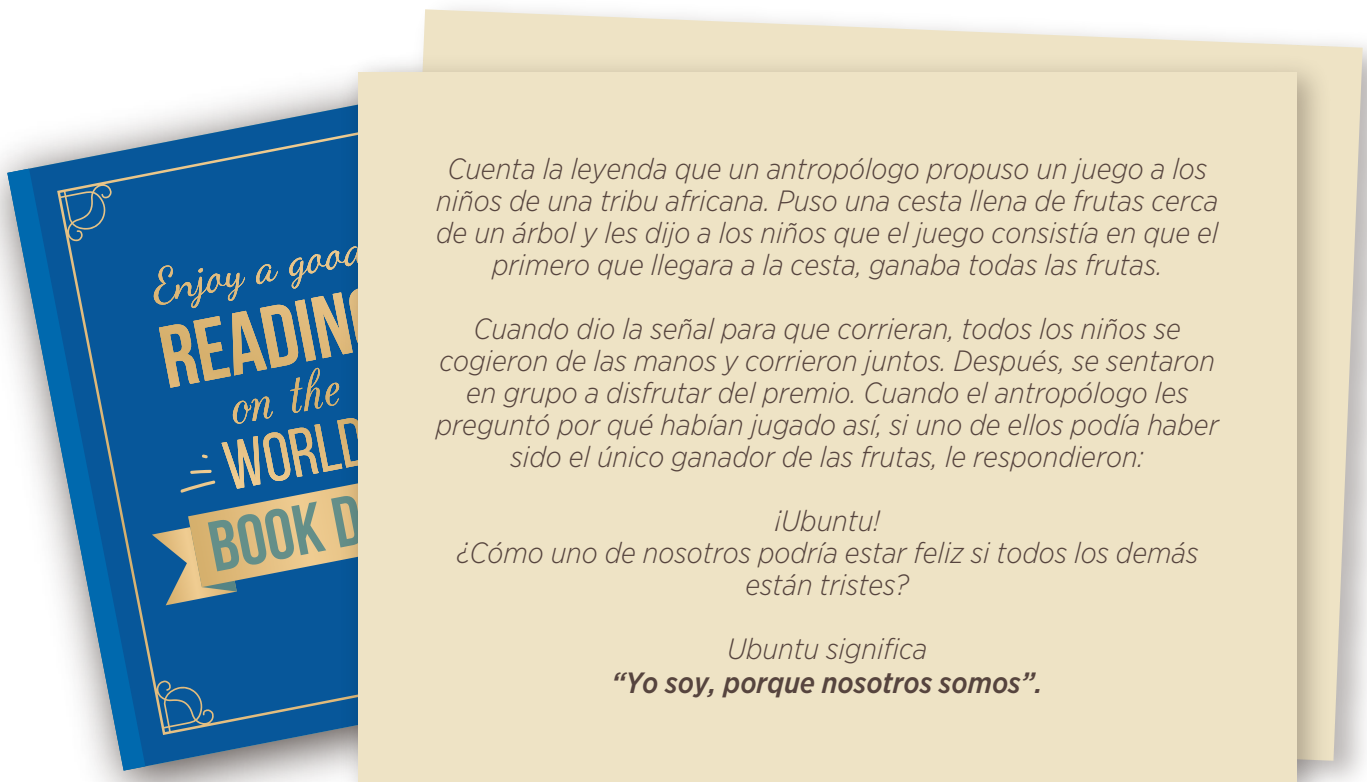 Enjoy a good
READING
on the
WORLD
BOOK D
Cuenta la leyenda que un antropólogo propuso un juego a los
niños de una tribu africana. Puso una cesta llena de frutas cerca
de un árbol y les dijo a los niños que el juego consistía en que el
primero que llegara a la cesta, ganaba todas las frutas.
Cuando dio la señal para que corrieran, todos los niños se
cogieron de las manos y corrieron juntos. Después, se sentaron
en grupo a disfrutar del premio. Cuando el antropólogo les
preguntó por qué habían jugado así, si uno de ellos podía haber
sido el único ganador de las frutas, le respondieron:
¡Ubuntu!
¿Cómo uno de nosotros podría estar feliz si todos los demás
están tristes?
Ubuntu significa
“Yo soy, porque nosotros somos”.